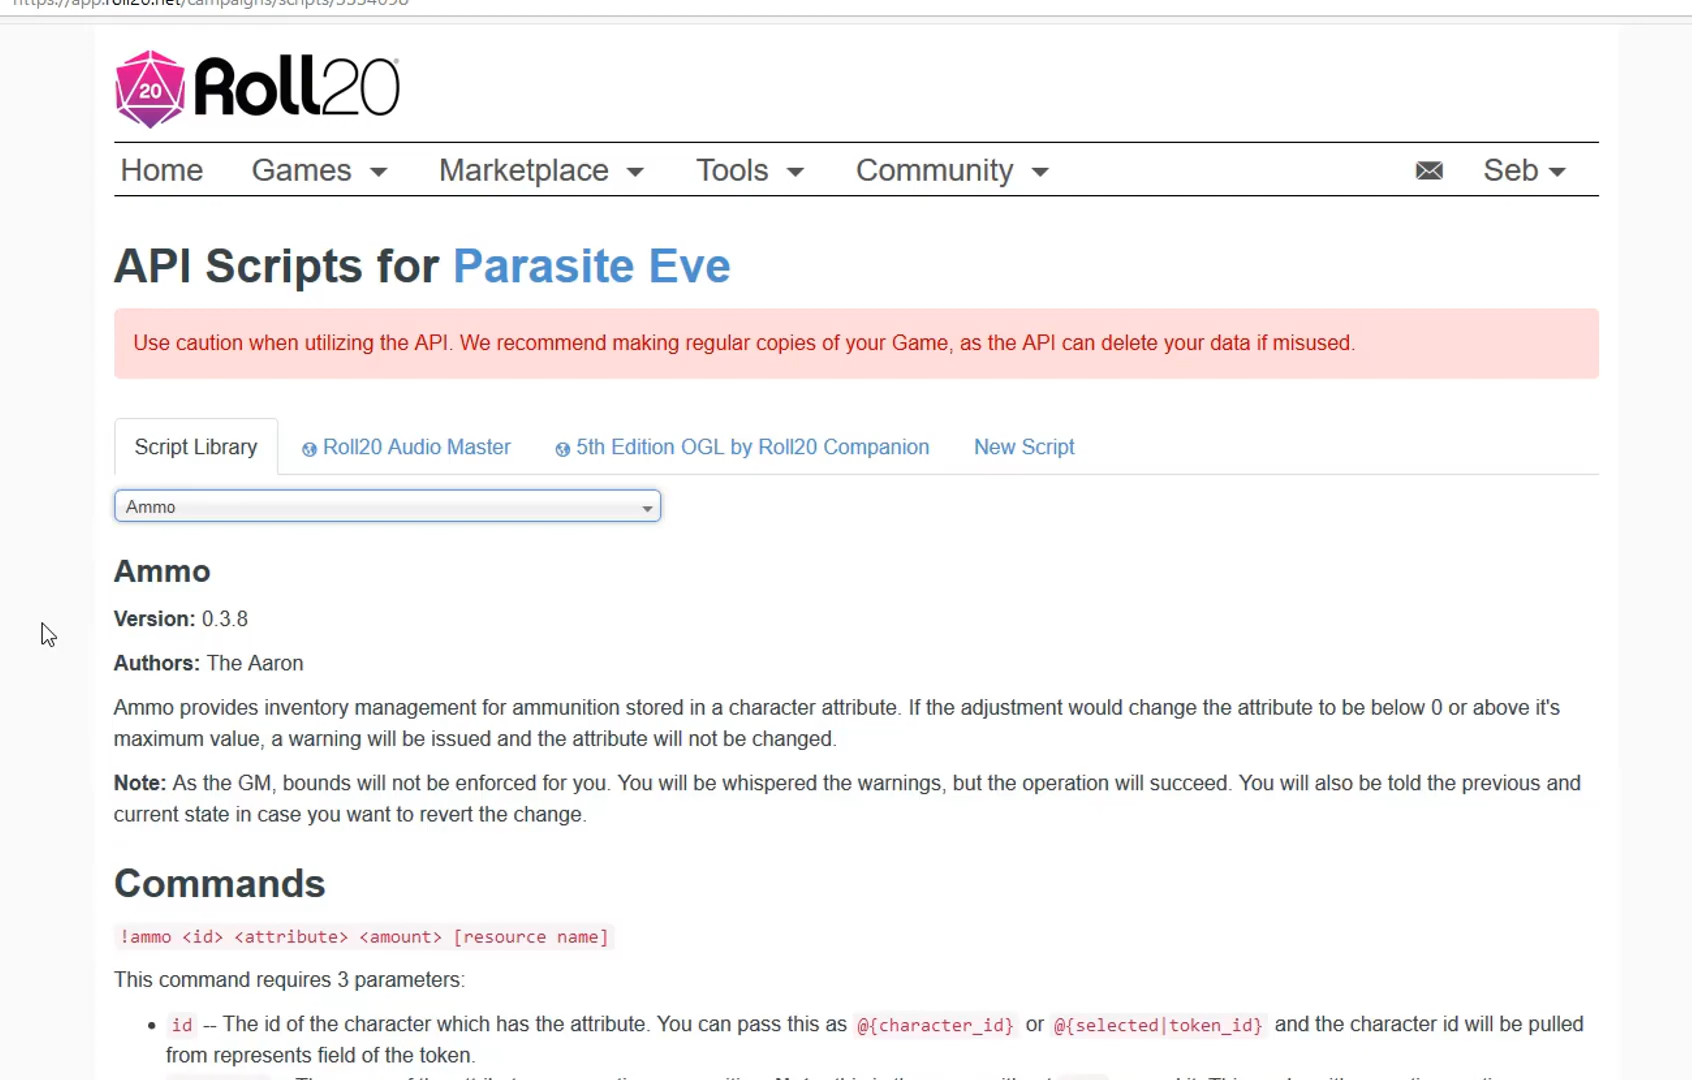 20 Roll20
Home Games Marketplace Tools Community Seb
API Scripts for Parasite Eve
Use caution when utilizing the API. We recommend making regular copies of your Game, as the API can delete your data if misused.
Script Library Roll20 Audio Master 5th Edition OGL by Roll20 Companion New Script
Ammo
Ammo
Version: 0.3.8
Authors: The Aaron
Ammo provides inventory management for ammunition stored in a character attribute. If the adjustment would change the attribute to be below 0 or above it's
maximum value, a warning will be issued and the attribute will not be changed.
Note: As the GM, bounds will not be enforced for you. You will be whispered the warnings, but the operation will succeed. You will also be told the previous and
current state in case you want to revert the change.
Commands
!ammo <id> <attribute> <amount> [resource name]
This command requires 3 parameters:
• id -- The id of the character which has the attribute. You can pass this as @{character_id} or @{selected|token_id} and the character id will be pulled
from represents field of the token.